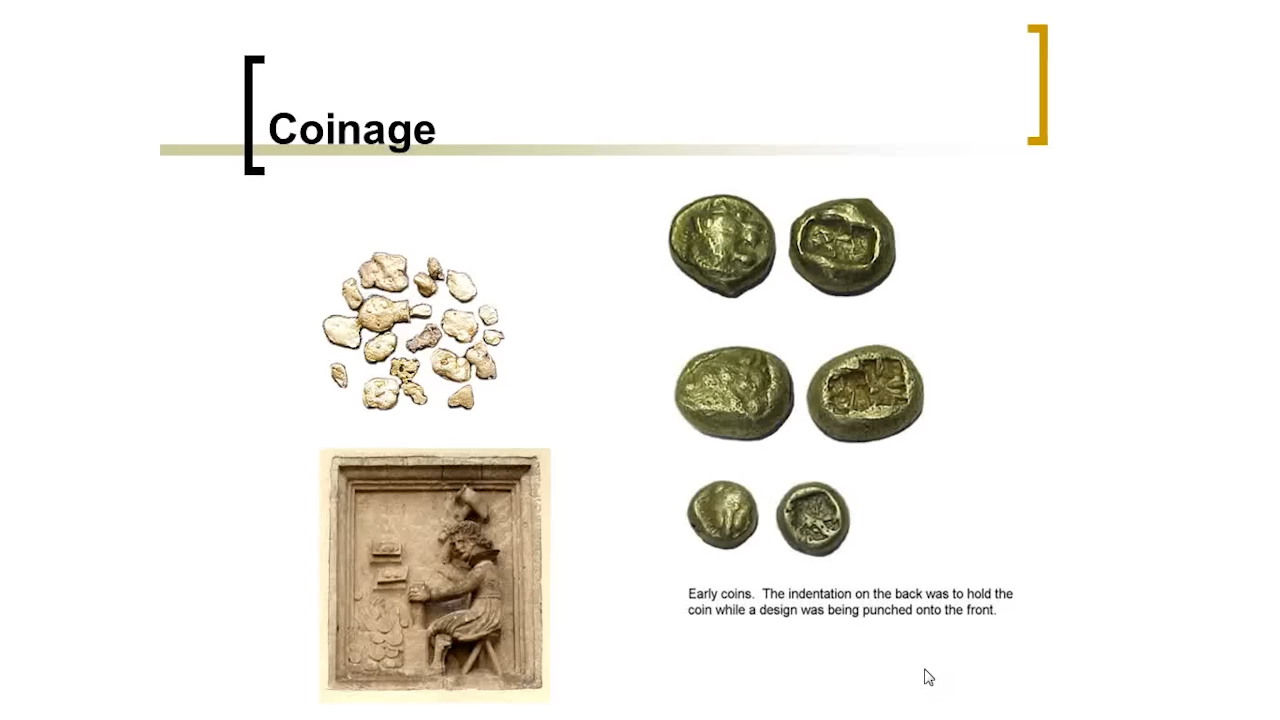 Coinage
Early coins.  The indentation on the back was to hold the
coin while a design was being punched onto the front.